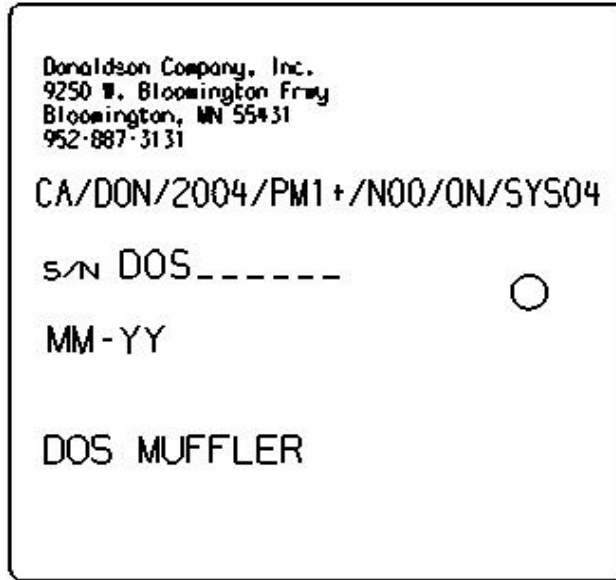 Donaldson Company, Inc.
9250 W. Bloomington Frwy
Bloomington, MN 55431
952-887-3131
CA/DON/2004/PM1+/N00/ON/SYS04
S/N DOS______
MM-YY
DOS MUFFLER